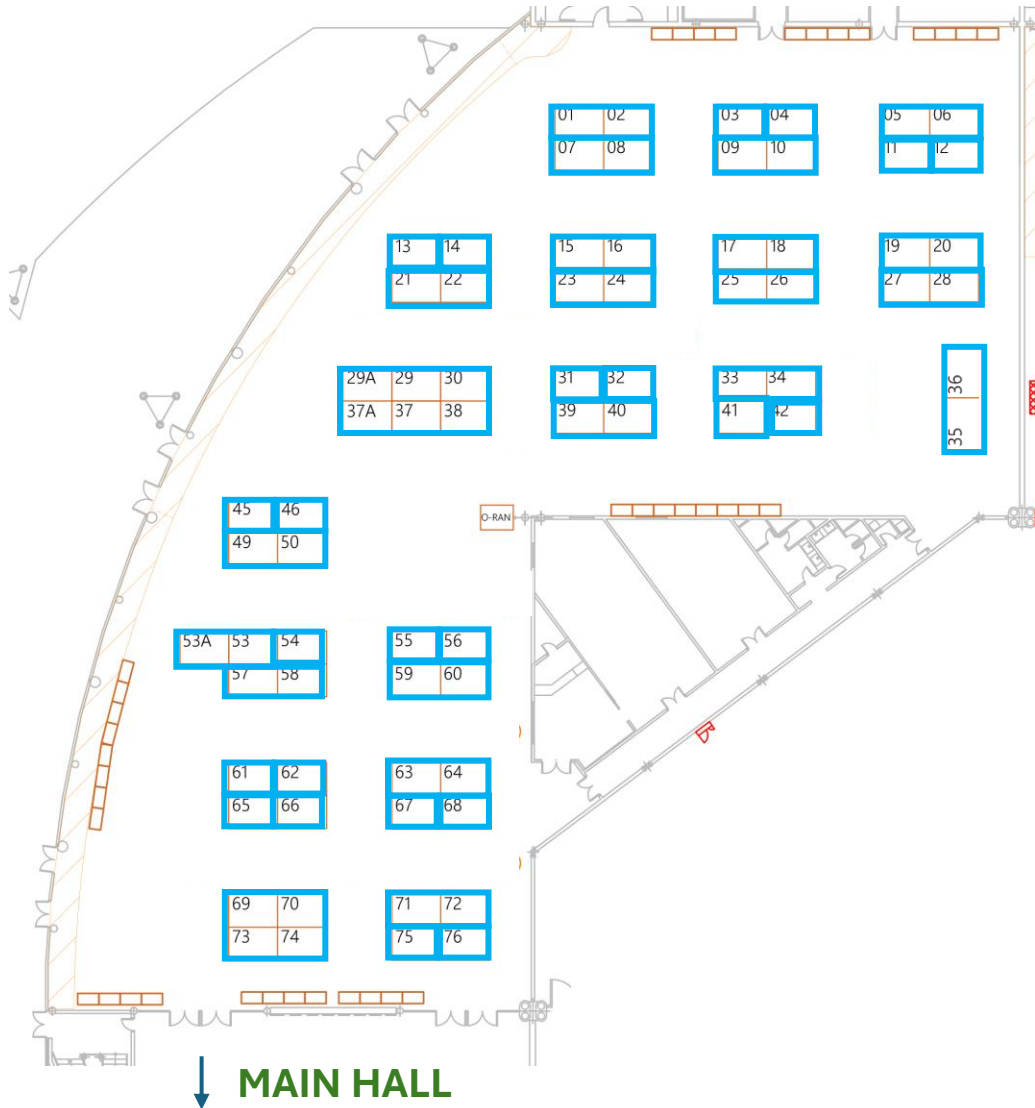 01 02 03 04 05 06
07 08 09 10 11 12
13 14 15 16 17 18 19 20
21 22 23 24 25 26 27 28
29A 29 30 31 32 33 34 36
37A 37 38 39 40 41 42 35
45 46 O-RAN
49 50
53A 53 54 55 56
57 58 59 60
61 62 63 64
65 66 67 68
69 70 71 72
73 74 75 76
MAIN HALL